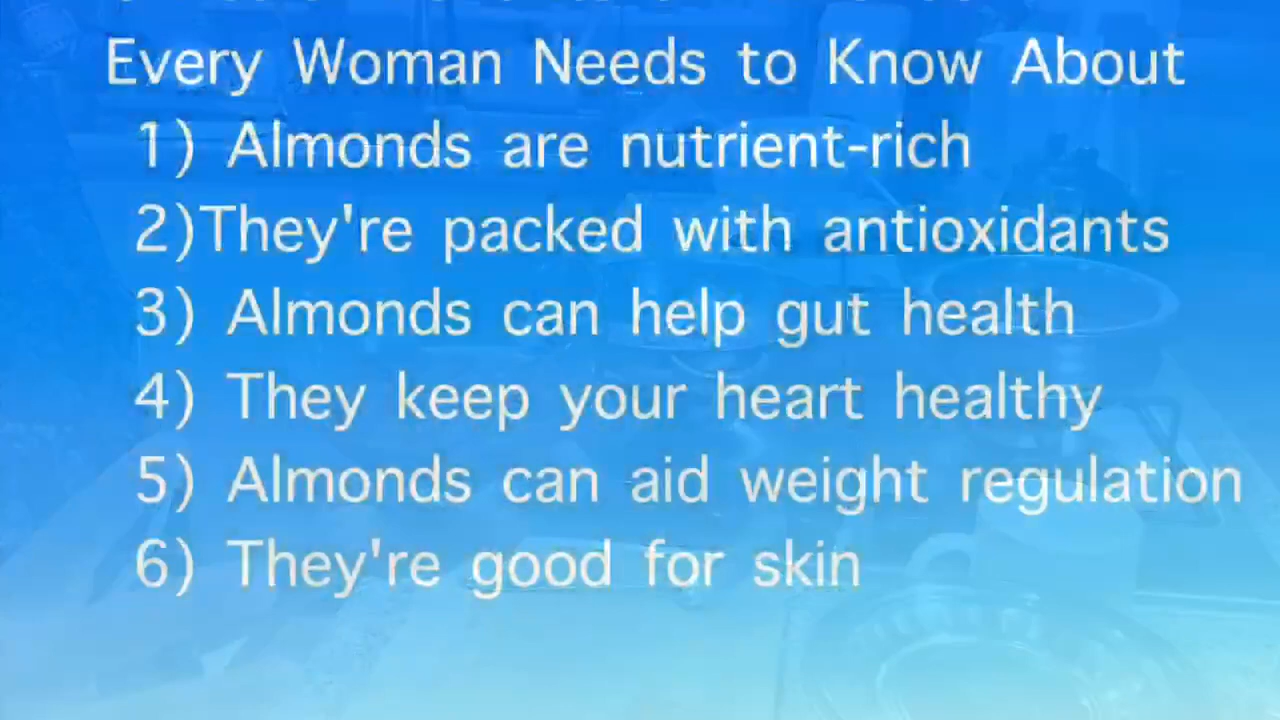 Every Woman Needs to Know About
1) Almonds are nutrient-rich
2)They're packed with antioxidants
3) Almonds can help gut health
4) They keep your heart healthy
5) Almonds can aid weight regulation
6) They're good for skin